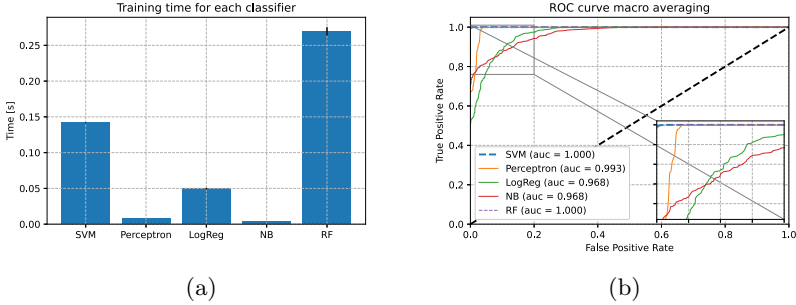 Training time for each classifier
Time [s]
0.25
0.20
0.15
0.10
0.05
0.00
SVM Perceptron LogReg NB RF
(a)
ROC curve macro averaging
True Positive Rate
1.0
0.8
0.6
0.4
0.2
0.0
SVM (auc = 1.000)
Perceptron (auc = 0.993)
LogReg (auc = 0.968)
NB (auc = 0.968)
RF (auc = 1.000)
0.0 0.2 0.4 0.6 0.8 1.0
False Positive Rate
(b)